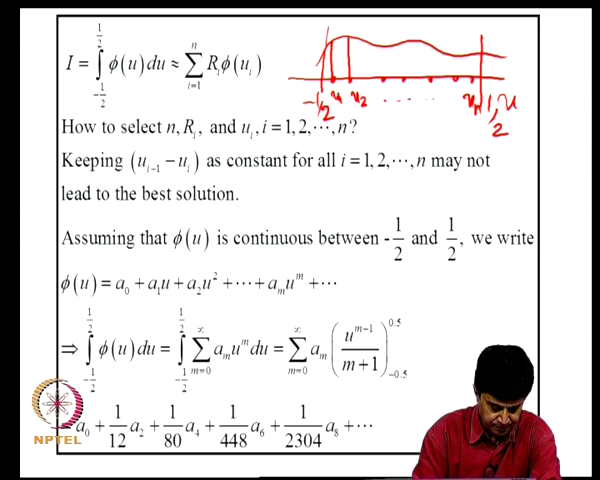 I = ∫_{-1/2}^{1/2} φ(u) du ≈ ∑_{i=1}^{n} R_i φ(u_i)
-1/2 u_1 u_2 ...... u_n 1/2, u
How to select n, R_i, and u_i, i = 1, 2, ⋯, n?
Keeping (u_{i-1} − u_i) as constant for all i = 1, 2, ⋯, n may not
lead to the best solution.
Assuming that φ(u) is continuous between -1/2 and 1/2, we write
φ(u) = a_0 + a_1u + a_2u^2 + ⋯ + a_m u^m + ⋯
⇒ ∫_{-1/2}^{1/2} φ(u) du = ∫_{-1/2}^{1/2} ∑_{m=0}^{∞} a_m u^m du = ∑_{m=0}^{∞} a_m (u^{m+1}/(m+1))_{-0.5}^{0.5}
= a_0 + 1/12 a_2 + 1/80 a_4 + 1/448 a_6 + 1/2304 a_8 + ⋯
NPTEL